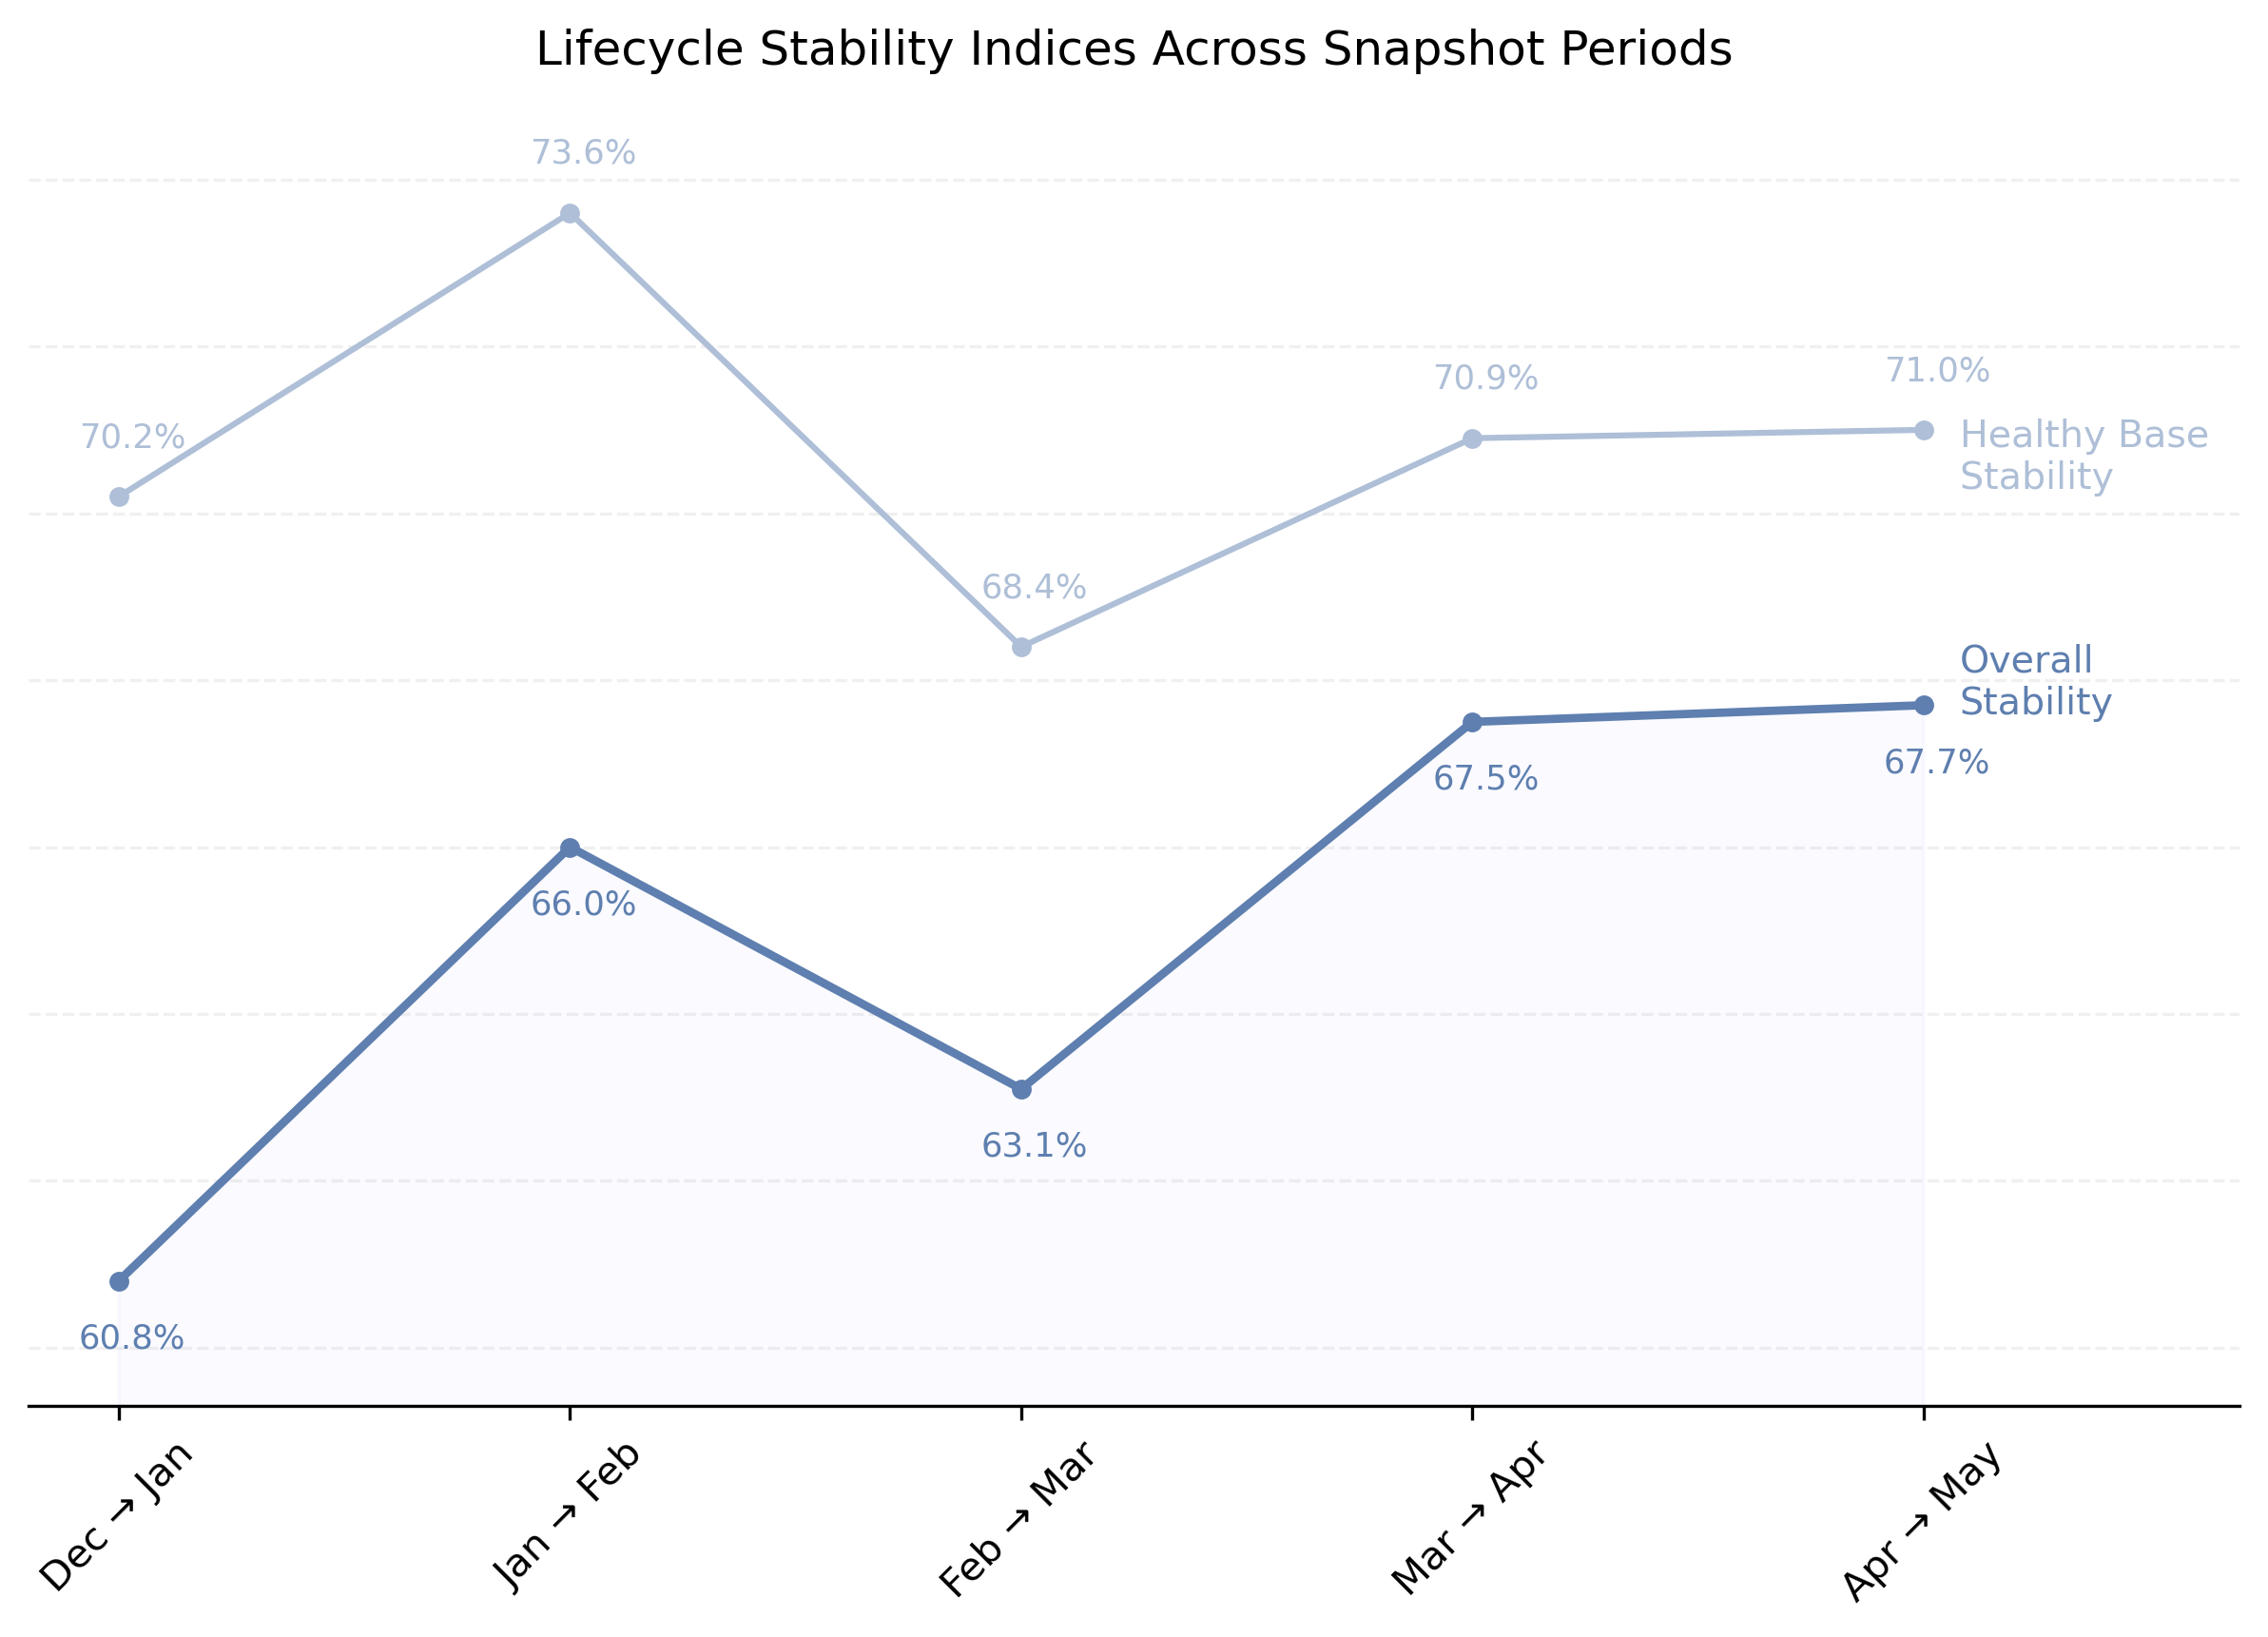 Lifecycle Stability Indices Across Snapshot Periods
73.6%
70.2%
68.4%
70.9%
71.0%
Healthy Base
Stability
Overall
Stability
67.7%
67.5%
66.0%
63.1%
60.8%
Dec → Jan
Jan → Feb
Feb → Mar
Mar → Apr
Apr → May